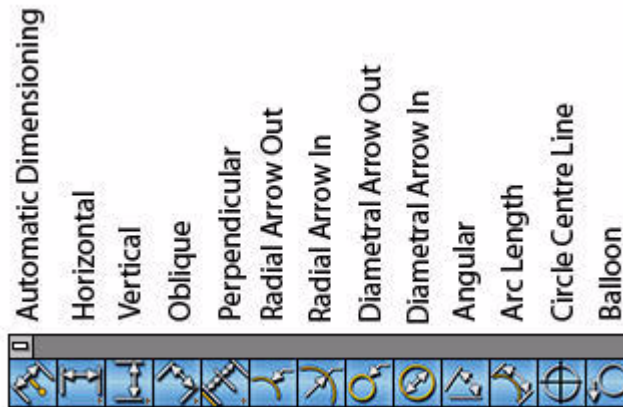 Automatic Dimensioning
Horizontal
Vertical
Oblique
Perpendicular
Radial Arrow Out
Radial Arrow In
Diametral Arrow Out
Diametral Arrow In
Angular
Arc Length
Circle Centre Line
Balloon